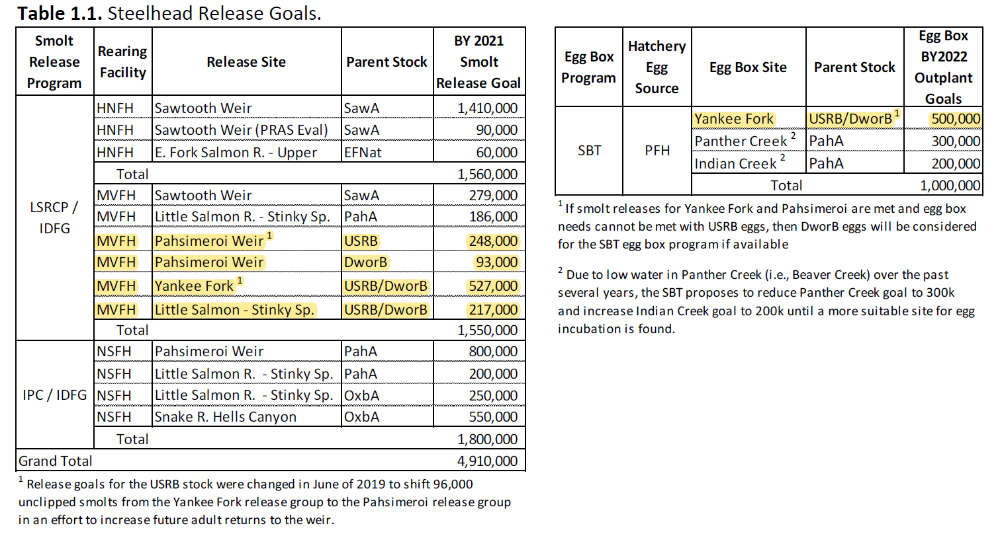 Table 1.1. Steelhead Release Goals.
Smolt Release Program | Rearing Facility | Release Site | Parent Stock | BY 2021 Smolt Release Goal
LSRCP / IDFG
HNFH | Sawtooth Weir | SawA | 1,410,000
HNFH | Sawtooth Weir (PRAS Eval) | SawA | 90,000
HNFH | E. Fork Salmon R. - Upper | EFNat | 60,000
Total | 1,560,000
MVFH | Sawtooth Weir | SawA | 279,000
MVFH | Little Salmon R. - Stinky Sp. | PahA | 186,000
MVFH | Pahsimeroi Weir 1 | USRB | 248,000
MVFH | Pahsimeroi Weir | DworB | 93,000
MVFH | Yankee Fork 1 | USRB/DworB | 527,000
MVFH | Little Salmon - Stinky Sp. | USRB/DworB | 217,000
Total | 1,550,000
IPC / IDFG
NSFH | Pahsimeroi Weir | PahA | 800,000
NSFH | Little Salmon R. - Stinky Sp. | PahA | 200,000
NSFH | Little Salmon R. - Stinky Sp. | OxbA | 250,000
NSFH | Snake R. Hells Canyon | OxbA | 550,000
Total | 1,800,000
Grand Total | 4,910,000
1 Release goals for the USRB stock were changed in June of 2019 to shift 96,000
unclipped smolts from the Yankee Fork release group to the Pahsimeroi release group
in an effort to increase future adult returns to the weir.
Egg Box Program | Hatchery Egg Source | Egg Box Site | Parent Stock | Egg Box BY2022 Outplant Goals
SBT | PFH
Yankee Fork | USRB/DworB 1 | 500,000
Panther Creek 2 | PahA | 300,000
Indian Creek 2 | PahA | 200,000
Total | 1,000,000
1 If smolt releases for Yankee Fork and Pahsimeroi are met and egg box
needs cannot be met with USRB eggs, then DworB eggs will be considered
for the SBT egg box program if available
2 Due to low water in Panther Creek (i.e., Beaver Creek) over the past
several years, the SBT proposes to reduce Panther Creek goal to 300k
and increase Indian Creek goal to 200k until a more suitable site for egg
incubation is found.